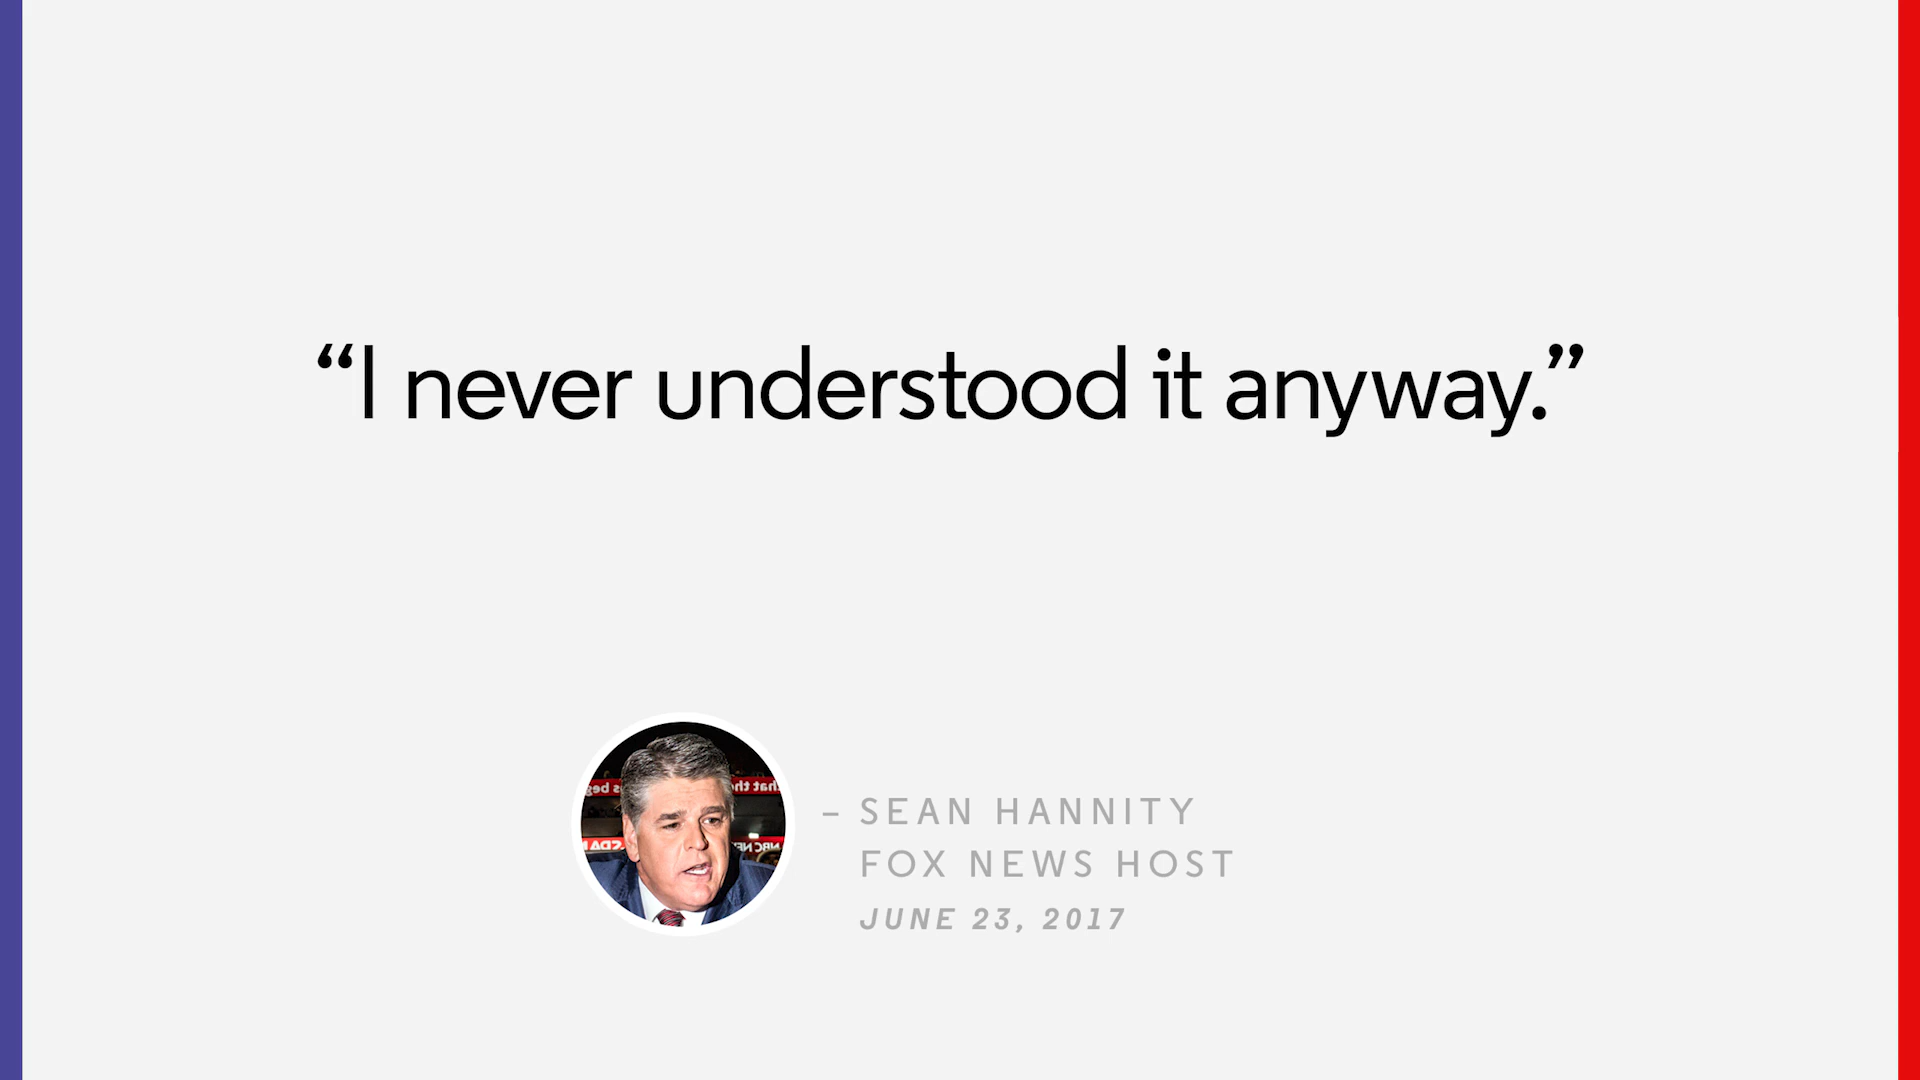 “I never understood it anyway.”
– SEAN HANNITY
FOX NEWS HOST
JUNE 23, 2017